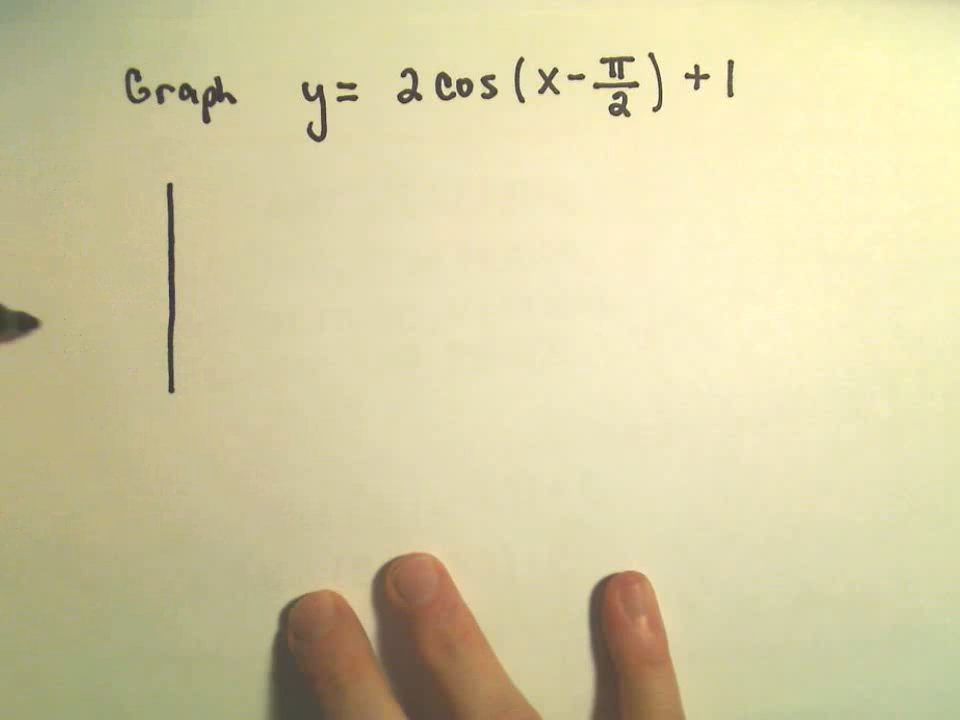 Graph y = 2cos(x - π/2) + 1